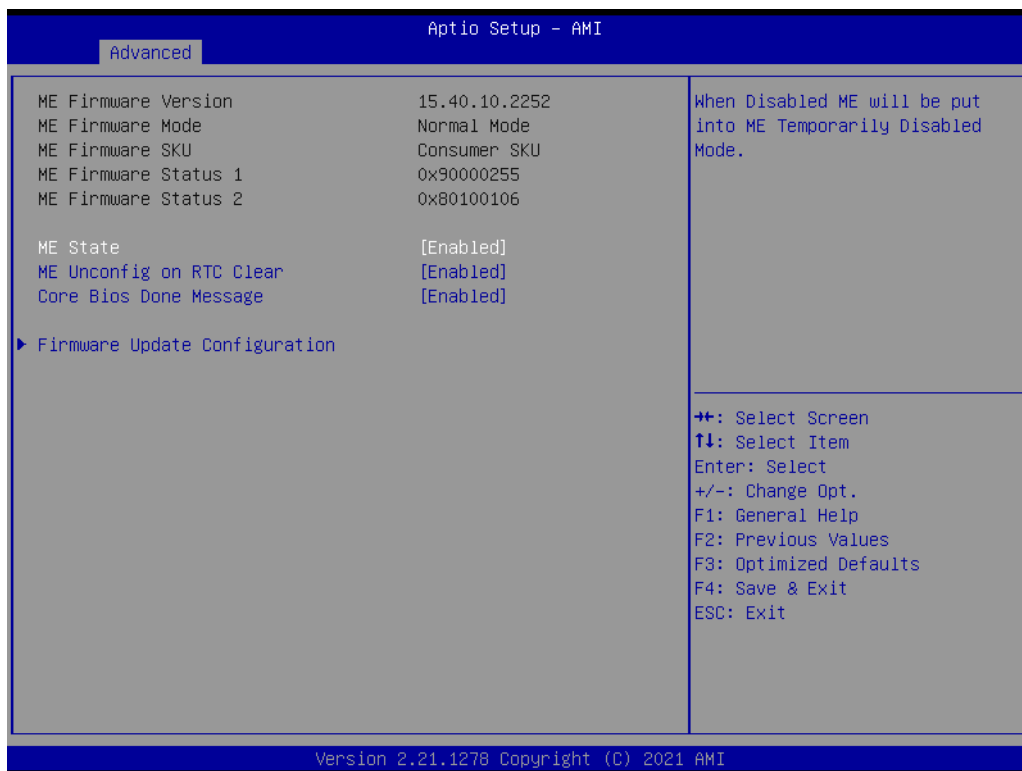 Aptio Setup – AMI
Advanced
ME Firmware Version 15.40.10.2252
ME Firmware Mode Normal Mode
ME Firmware SKU Consumer SKU
ME Firmware Status 1 0x90000255
ME Firmware Status 2 0x80100106
ME State [Enabled]
ME Unconfig on RTC Clear [Enabled]
Core Bios Done Message [Enabled]
Firmware Update Configuration
When Disabled ME will be put
into ME Temporarily Disabled
Mode.
→←: Select Screen
↑↓: Select Item
Enter: Select
+/-: Change Opt.
F1: General Help
F2: Previous Values
F3: Optimized Defaults
F4: Save & Exit
ESC: Exit
Version 2.21.1278 Copyright (C) 2021 AMI